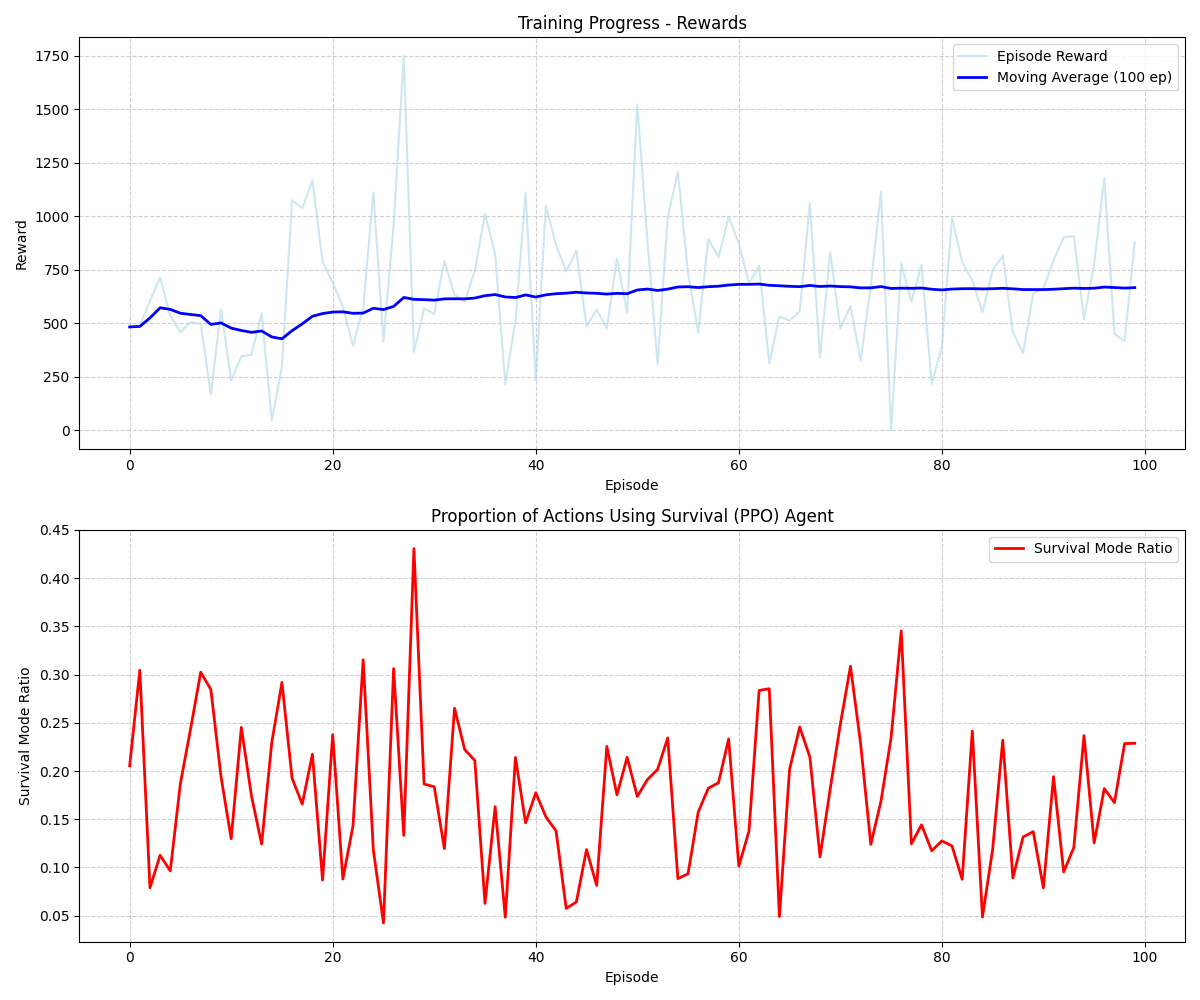 Training Progress - Rewards
1750
1500
1250
1000
750
500
250
0
Reward
Episode Reward
Moving Average (100 ep)
0 20 40 60 80 100
Episode
Proportion of Actions Using Survival (PPO) Agent
0.45
0.40
0.35
0.30
0.25
0.20
0.15
0.10
0.05
Survival Mode Ratio
Survival Mode Ratio
0 20 40 60 80 100
Episode